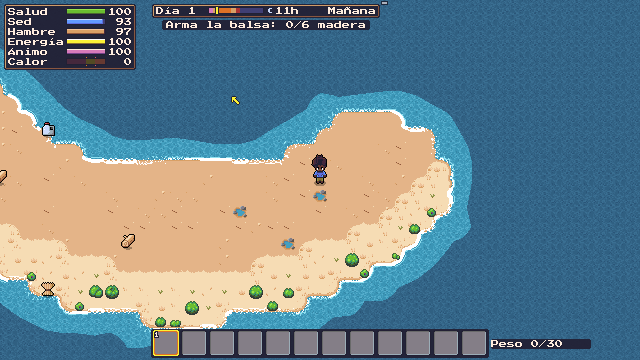 Salud 100
Sed 93
Hambre 97
Energía 100
Ánimo 100
Calor 0
Día 1 11h Mañana
Arma la balsa: 0/6 madera
1
Peso 0/30